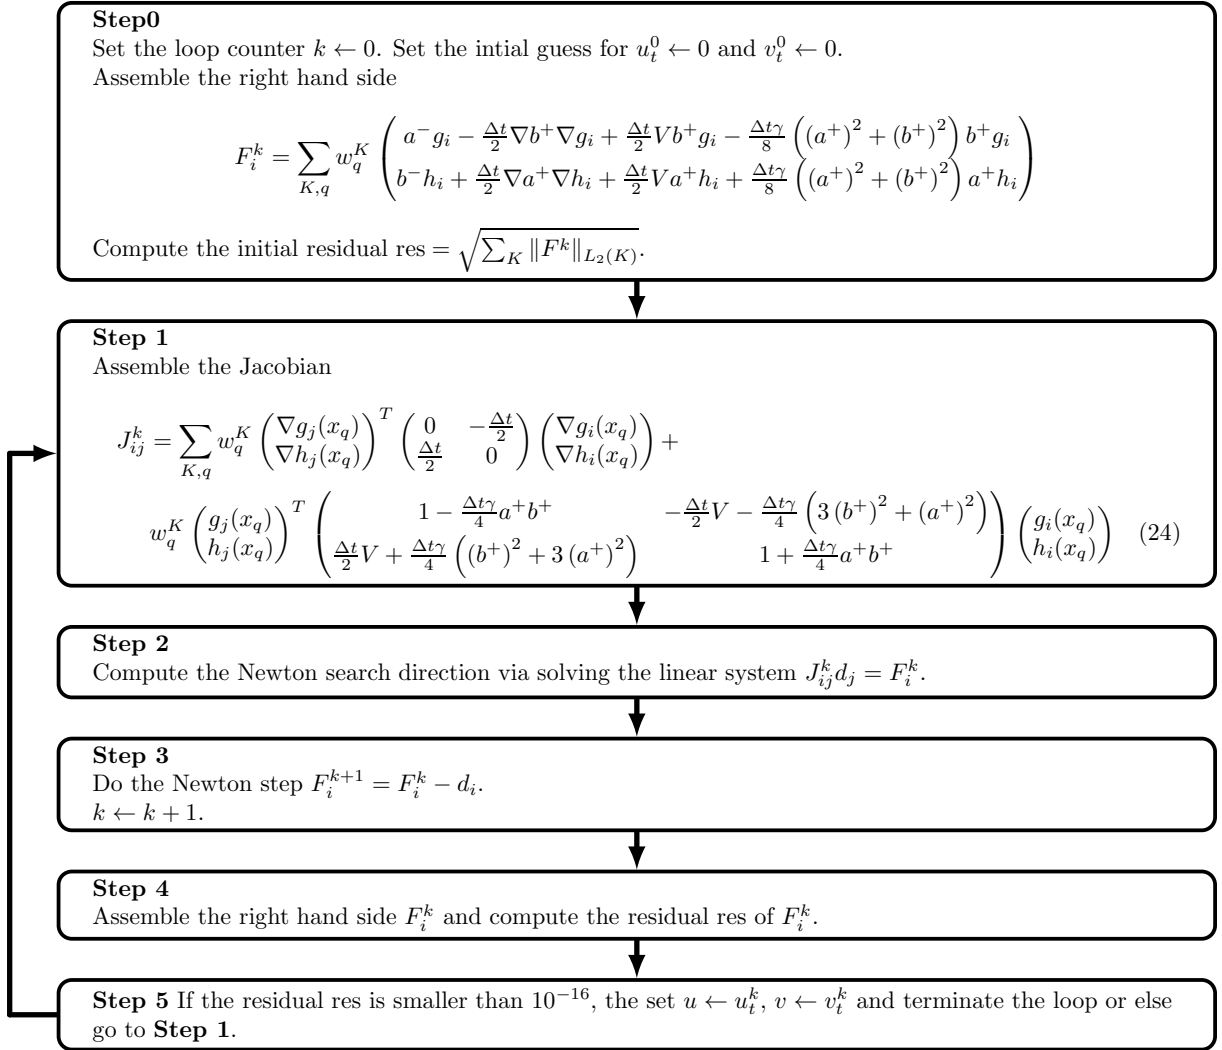 Step0
Set the loop counter $k \leftarrow 0$. Set the intial guess for $u_t^0 \leftarrow 0$ and $v_t^0 \leftarrow 0$.
Assemble the right hand side
$F_i^k = \sum_{K,q} w_q^K \begin{pmatrix} a^- g_i - \frac{\Delta t}{2} \nabla b^+ \nabla g_i + \frac{\Delta t}{2} V b^+ g_i - \frac{\Delta t \gamma}{8} \left( (a^+)^2 + (b^+)^2 \right) b^+ g_i \\ b^- h_i + \frac{\Delta t}{2} \nabla a^+ \nabla h_i + \frac{\Delta t}{2} V a^+ h_i + \frac{\Delta t \gamma}{8} \left( (a^+)^2 + (b^+)^2 \right) a^+ h_i \end{pmatrix}$
Compute the initial residual $\text{res} = \sqrt{\sum_K \|F^k\|_{L_2(K)}}$.
Step 1
Assemble the Jacobian
$J_{ij}^k = \sum_{K,q} w_q^K \begin{pmatrix} \nabla g_j(x_q) \\ \nabla h_j(x_q) \end{pmatrix}^T \begin{pmatrix} 0 & -\frac{\Delta t}{2} \\ \frac{\Delta t}{2} & 0 \end{pmatrix} \begin{pmatrix} \nabla g_i(x_q) \\ \nabla h_i(x_q) \end{pmatrix} +$
$w_q^K \begin{pmatrix} g_j(x_q) \\ h_j(x_q) \end{pmatrix}^T \begin{pmatrix} 1 - \frac{\Delta t \gamma}{4} a^+ b^+ & -\frac{\Delta t}{2} V - \frac{\Delta t \gamma}{4} \left( 3 (b^+)^2 + (a^+)^2 \right) \\ \frac{\Delta t}{2} V + \frac{\Delta t \gamma}{4} \left( (b^+)^2 + 3 (a^+)^2 \right) & 1 + \frac{\Delta t \gamma}{4} a^+ b^+ \end{pmatrix} \begin{pmatrix} g_i(x_q) \\ h_i(x_q) \end{pmatrix}$ (24)
Step 2
Compute the Newton search direction via solving the linear system $J_{ij}^k d_j = F_i^k$.
Step 3
Do the Newton step $F_i^{k+1} = F_i^k - d_i$.
$k \leftarrow k + 1$.
Step 4
Assemble the right hand side $F_i^k$ and compute the residual res of $F_i^k$.
Step 5 If the residual res is smaller than $10^{-16}$, the set $u \leftarrow u_t^k$, $v \leftarrow v_t^k$ and terminate the loop or else
go to Step 1.